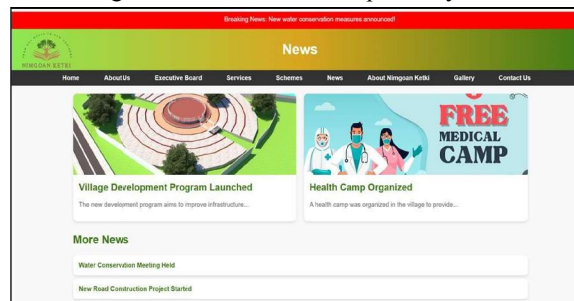 Breaking News: New water conservation measures announced!
News
NIMGOAN KETKI
Home AboutUs Executive Board Services Schemes News About Nimgoan Ketki Gallery Contact Us
FREE
MEDICAL
CAMP
Village Development Program Launched
The new development program aims to improve infrastructure...
Health Camp Organized
A health camp was organized in the village to provide...
More News
Water Conservation Meeting Held
New Road Construction Project Started